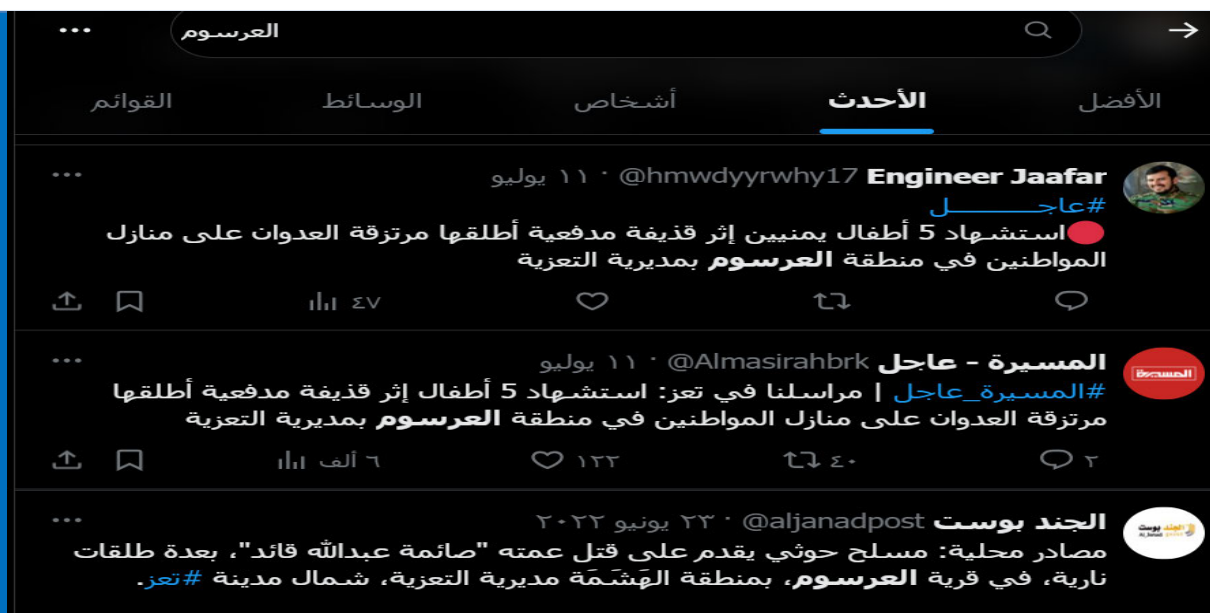 العرسوم
الأفضل
الأحدث
أشخاص
الوسائط
القوائم
Engineer Jaafar @hmwdyyrwhy17 · ١١ يوليو
#عاجـــــــــل
🔴استشهاد 5 أطفال يمنيين إثر قذيفة مدفعية أطلقها مرتزقة العدوان على منازل
المواطنين في منطقة العرسوم بمديرية التعزية
٤٧
المسيرة - عاجل @Almasirahbrk · ١١ يوليو
المسيرة
#المسيرة_عاجل | مراسلنا في تعز: استشهاد 5 أطفال إثر قذيفة مدفعية أطلقها
مرتزقة العدوان على منازل المواطنين في منطقة العرسوم بمديرية التعزية
٢
٤٠
١٢٢
٦ ألف
الجند بوست @aljanadpost · ٢٣ يونيو ٢٠٢٢
الجند بوست
مصادر محلية: مسلح حوثي يقدم على قتل عمته "صائمة عبدالله قائد"، بعدة طلقات
نارية، في قرية العرسوم، بمنطقة الهَشَمَة مديرية التعزية، شمال مدينة #تعز.